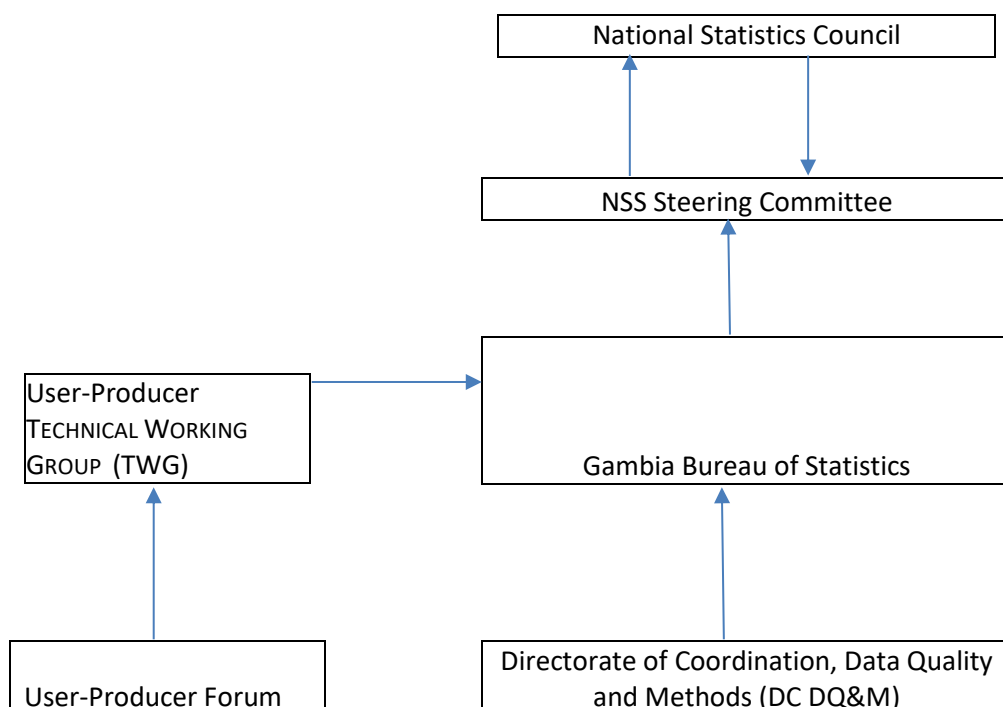 National Statistics Council
NSS Steering Committee
User-Producer
TECHNICAL WORKING
GROUP (TWG)
Gambia Bureau of Statistics
User-Producer Forum
Directorate of Coordination, Data Quality
and Methods (DC DQ&M)